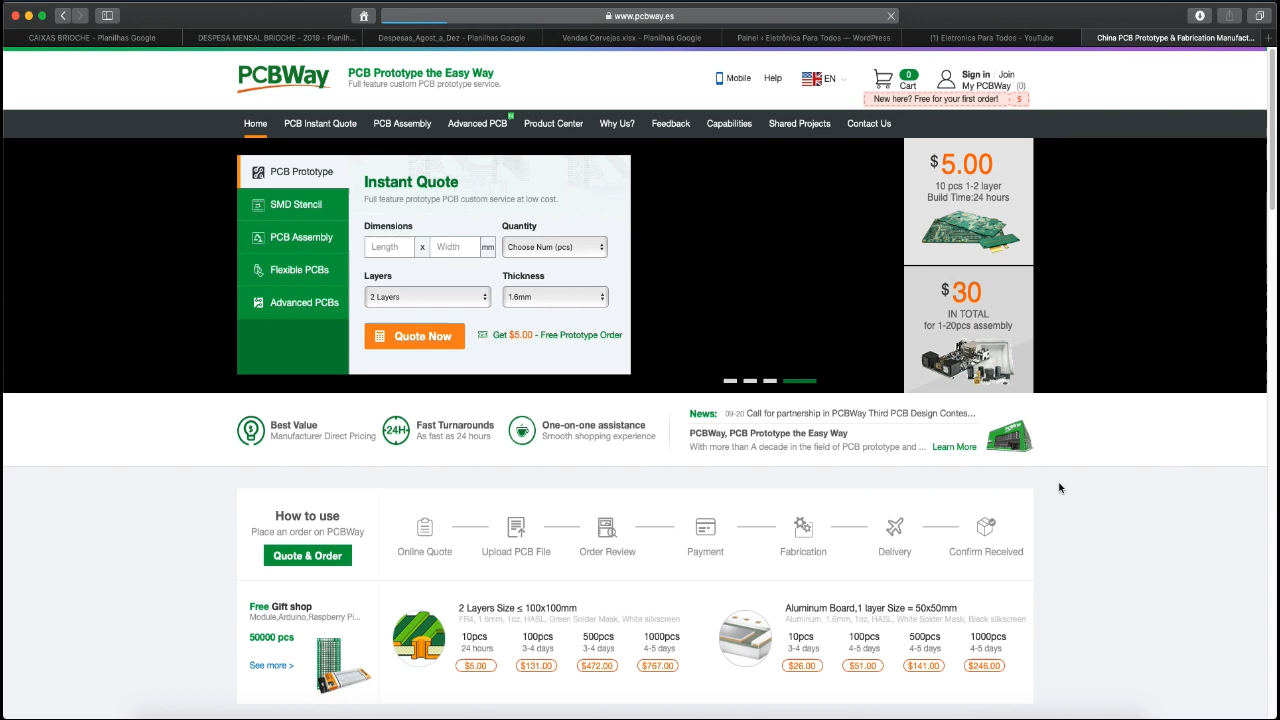 www.pcbway.es
CAIXAS BRIOCHE - Planilhas Google
DESPESA MENSAL BRIOCHE - 2019 - Planilh...
Despesas_Agost_a_Dez - Planilhas Google
Vendas Cervejas.xlsx - Planilhas Google
Painel ‹ Eletrônica Para Todos — WordPress
(1) Eletronica Para Todos - YouTube
China PCB Prototype & Fabrication Manufact...
PCBWay
PCB Prototype the Easy Way
Full feature custom PCB prototype service.
Mobile
Help
EN
0
Cart
Sign in | Join
My PCBWay (0)
New here? Free for your first order! $
Home
PCB Instant Quote
PCB Assembly
Advanced PCB
Product Center
Why Us?
Feedback
Capabilities
Shared Projects
Contact Us
PCB Prototype
SMD Stencil
PCB Assembly
Flexible PCBs
Advanced PCBs
Instant Quote
Full feature prototype PCB custom service at low cost.
Dimensions
Quantity
Length x Width mm
Choose Num (pcs)
Layers
Thickness
2 Layers
1.6mm
Quote Now
Get $5.00 - Free Prototype Order
$5.00
10 pcs 1-2 layer
Build Time:24 hours
$30
IN TOTAL
for 1-20pcs assembly
Best Value
Manufacturer Direct Pricing
24H
Fast Turnarounds
As fast as 24 hours
One-on-one assistance
Smooth shopping experience
News: 09-20 Call for partnership in PCBWay Third PCB Design Contes...
PCBWay, PCB Prototype the Easy Way
With more than A decade in the field of PCB prototype and ... Learn More
How to use
Place an order on PCBWay
Quote & Order
Online Quote
Upload PCB File
Order Review
Payment
Fabrication
Delivery
Confirm Received
Free Gift shop
Module,Arduino,Raspberry Pi...
50000 pcs
See more >
2 Layers Size ≤ 100x100mm
FR4, 1.6mm, 1oz, HASL, Green Solder Mask, White silkscreen
10pcs 100pcs 500pcs 1000pcs
24 hours 3-4 days 3-4 days 4-5 days
$5.00 $131.00 $472.00 $767.00
Aluminum Board,1 layer Size = 50x50mm
Aluminum, 1.6mm, 1oz, HASL, White Solder Mask, Black silkscreen
10pcs 100pcs 500pcs 1000pcs
3-4 days 4-5 days 4-5 days 4-5 days
$26.00 $51.00 $141.00 $246.00